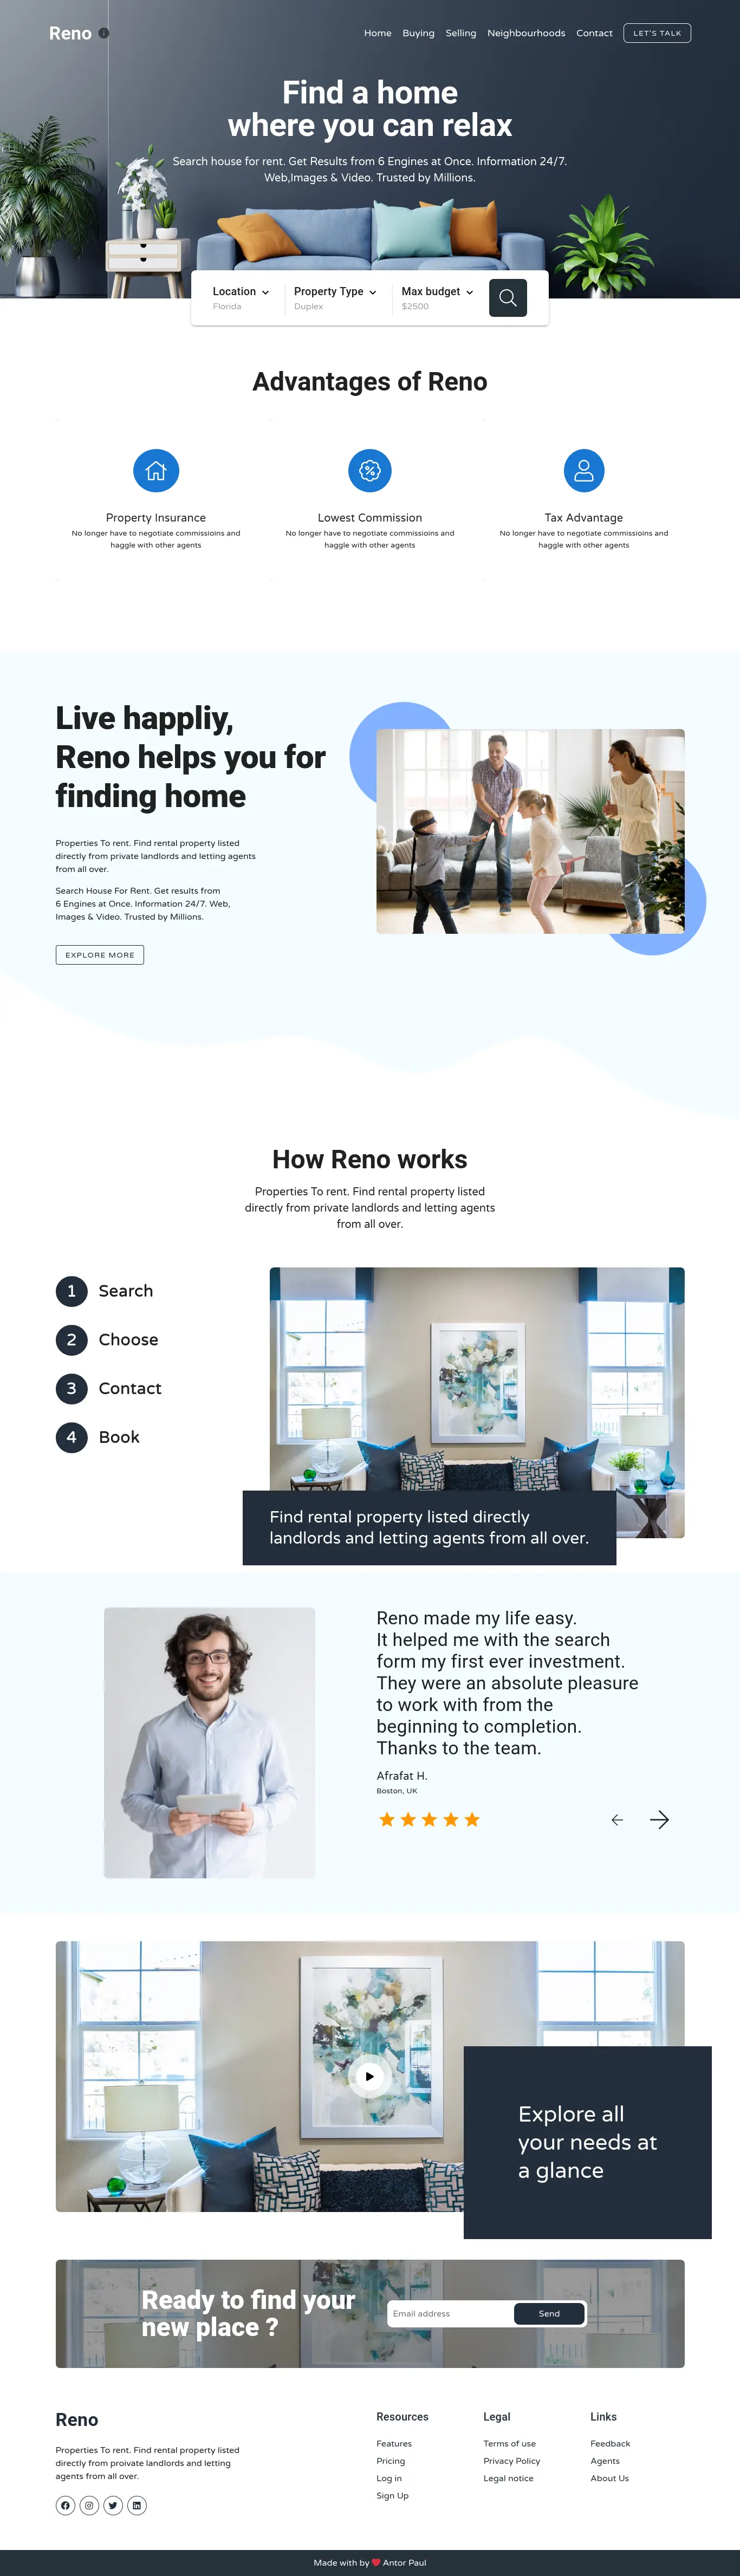 Reno
Home Buying Selling Neighbourhoods Contact LET'S TALK
Find a home
where you can relax
Search house for rent. Get Results from 6 Engines at Once. Information 24/7.
Web,Images & Video. Trusted by Millions.
Location Property Type Max budget
Florida Duplex $2500
Advantages of Reno
Property Insurance
No longer have to negotiate commissioins and
haggle with other agents
Lowest Commission
No longer have to negotiate commissioins and
haggle with other agents
Tax Advantage
No longer have to negotiate commissioins and
haggle with other agents
Live happliy,
Reno helps you for
finding home
Properties To rent. Find rental property listed
directly from private landlords and letting agents
from all over.
Search House For Rent. Get results from
6 Engines at Once. Information 24/7. Web,
Images & Video. Trusted by Millions.
EXPLORE MORE
How Reno works
Properties To rent. Find rental property listed
directly from private landlords and letting agents
from all over.
1 Search
2 Choose
3 Contact
4 Book
Find rental property listed directly
landlords and letting agents from all over.
Reno made my life easy.
It helped me with the search
form my first ever investment.
They were an absolute pleasure
to work with from the
beginning to completion.
Thanks to the team.
Afrafat H.
Boston, UK
Explore all
your needs at
a glance
Ready to find your
new place ?
Email address Send
Reno
Properties To rent. Find rental property listed
directly from proivate landlords and letting
agents from all over.
Resources
Features
Pricing
Log in
Sign Up
Legal
Terms of use
Privacy Policy
Legal notice
Links
Feedback
Agents
About Us
Made with by ❤ Antor Paul